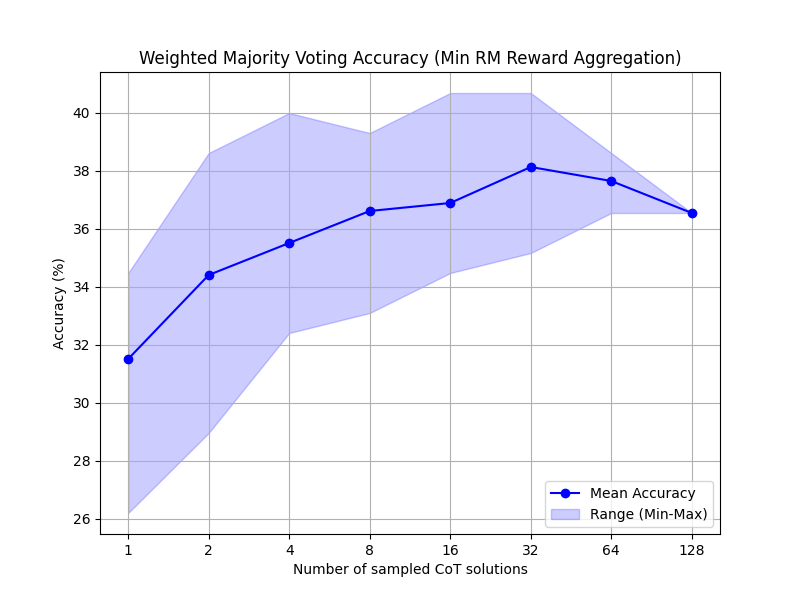 Weighted Majority Voting Accuracy (Min RM Reward Aggregation)
Accuracy (%)
40
38
36
34
32
30
28
26
1 2 4 8 16 32 64 128
Number of sampled CoT solutions
Mean Accuracy
Range (Min-Max)